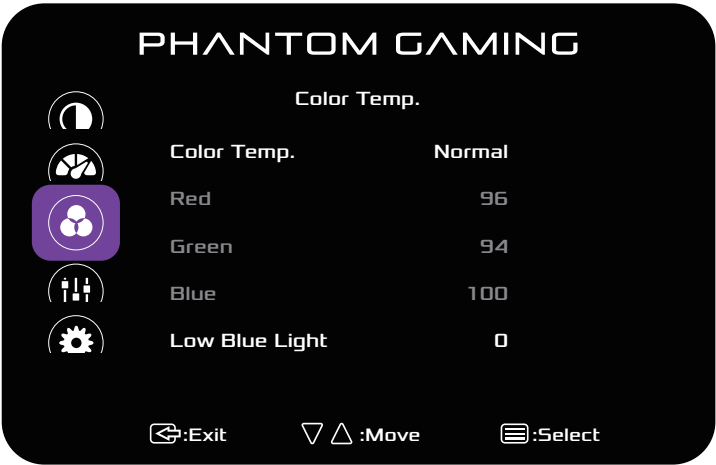 PHANTOM GAMING
Color Temp.
Color Temp. Normal
Red 96
Green 94
Blue 100
Low Blue Light 0
:Exit :Move :Select